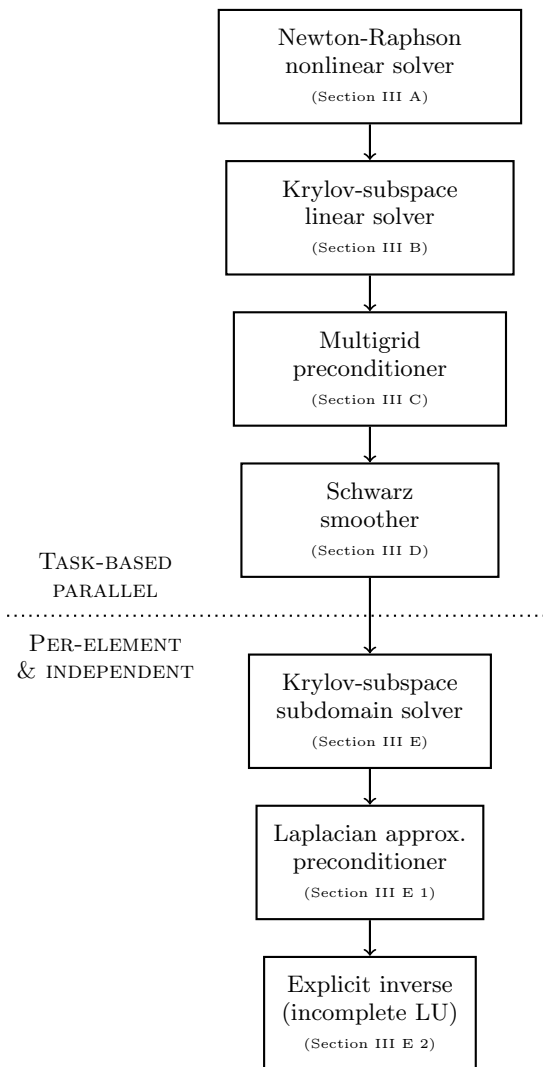 Newton-Raphson
nonlinear solver
(Section III A)
Krylov-subspace
linear solver
(Section III B)
Multigrid
preconditioner
(Section III C)
Schwarz
smoother
(Section III D)
Task-based
parallel
Per-element
& independent
Krylov-subspace
subdomain solver
(Section III E)
Laplacian approx.
preconditioner
(Section III E 1)
Explicit inverse
(incomplete LU)
(Section III E 2)